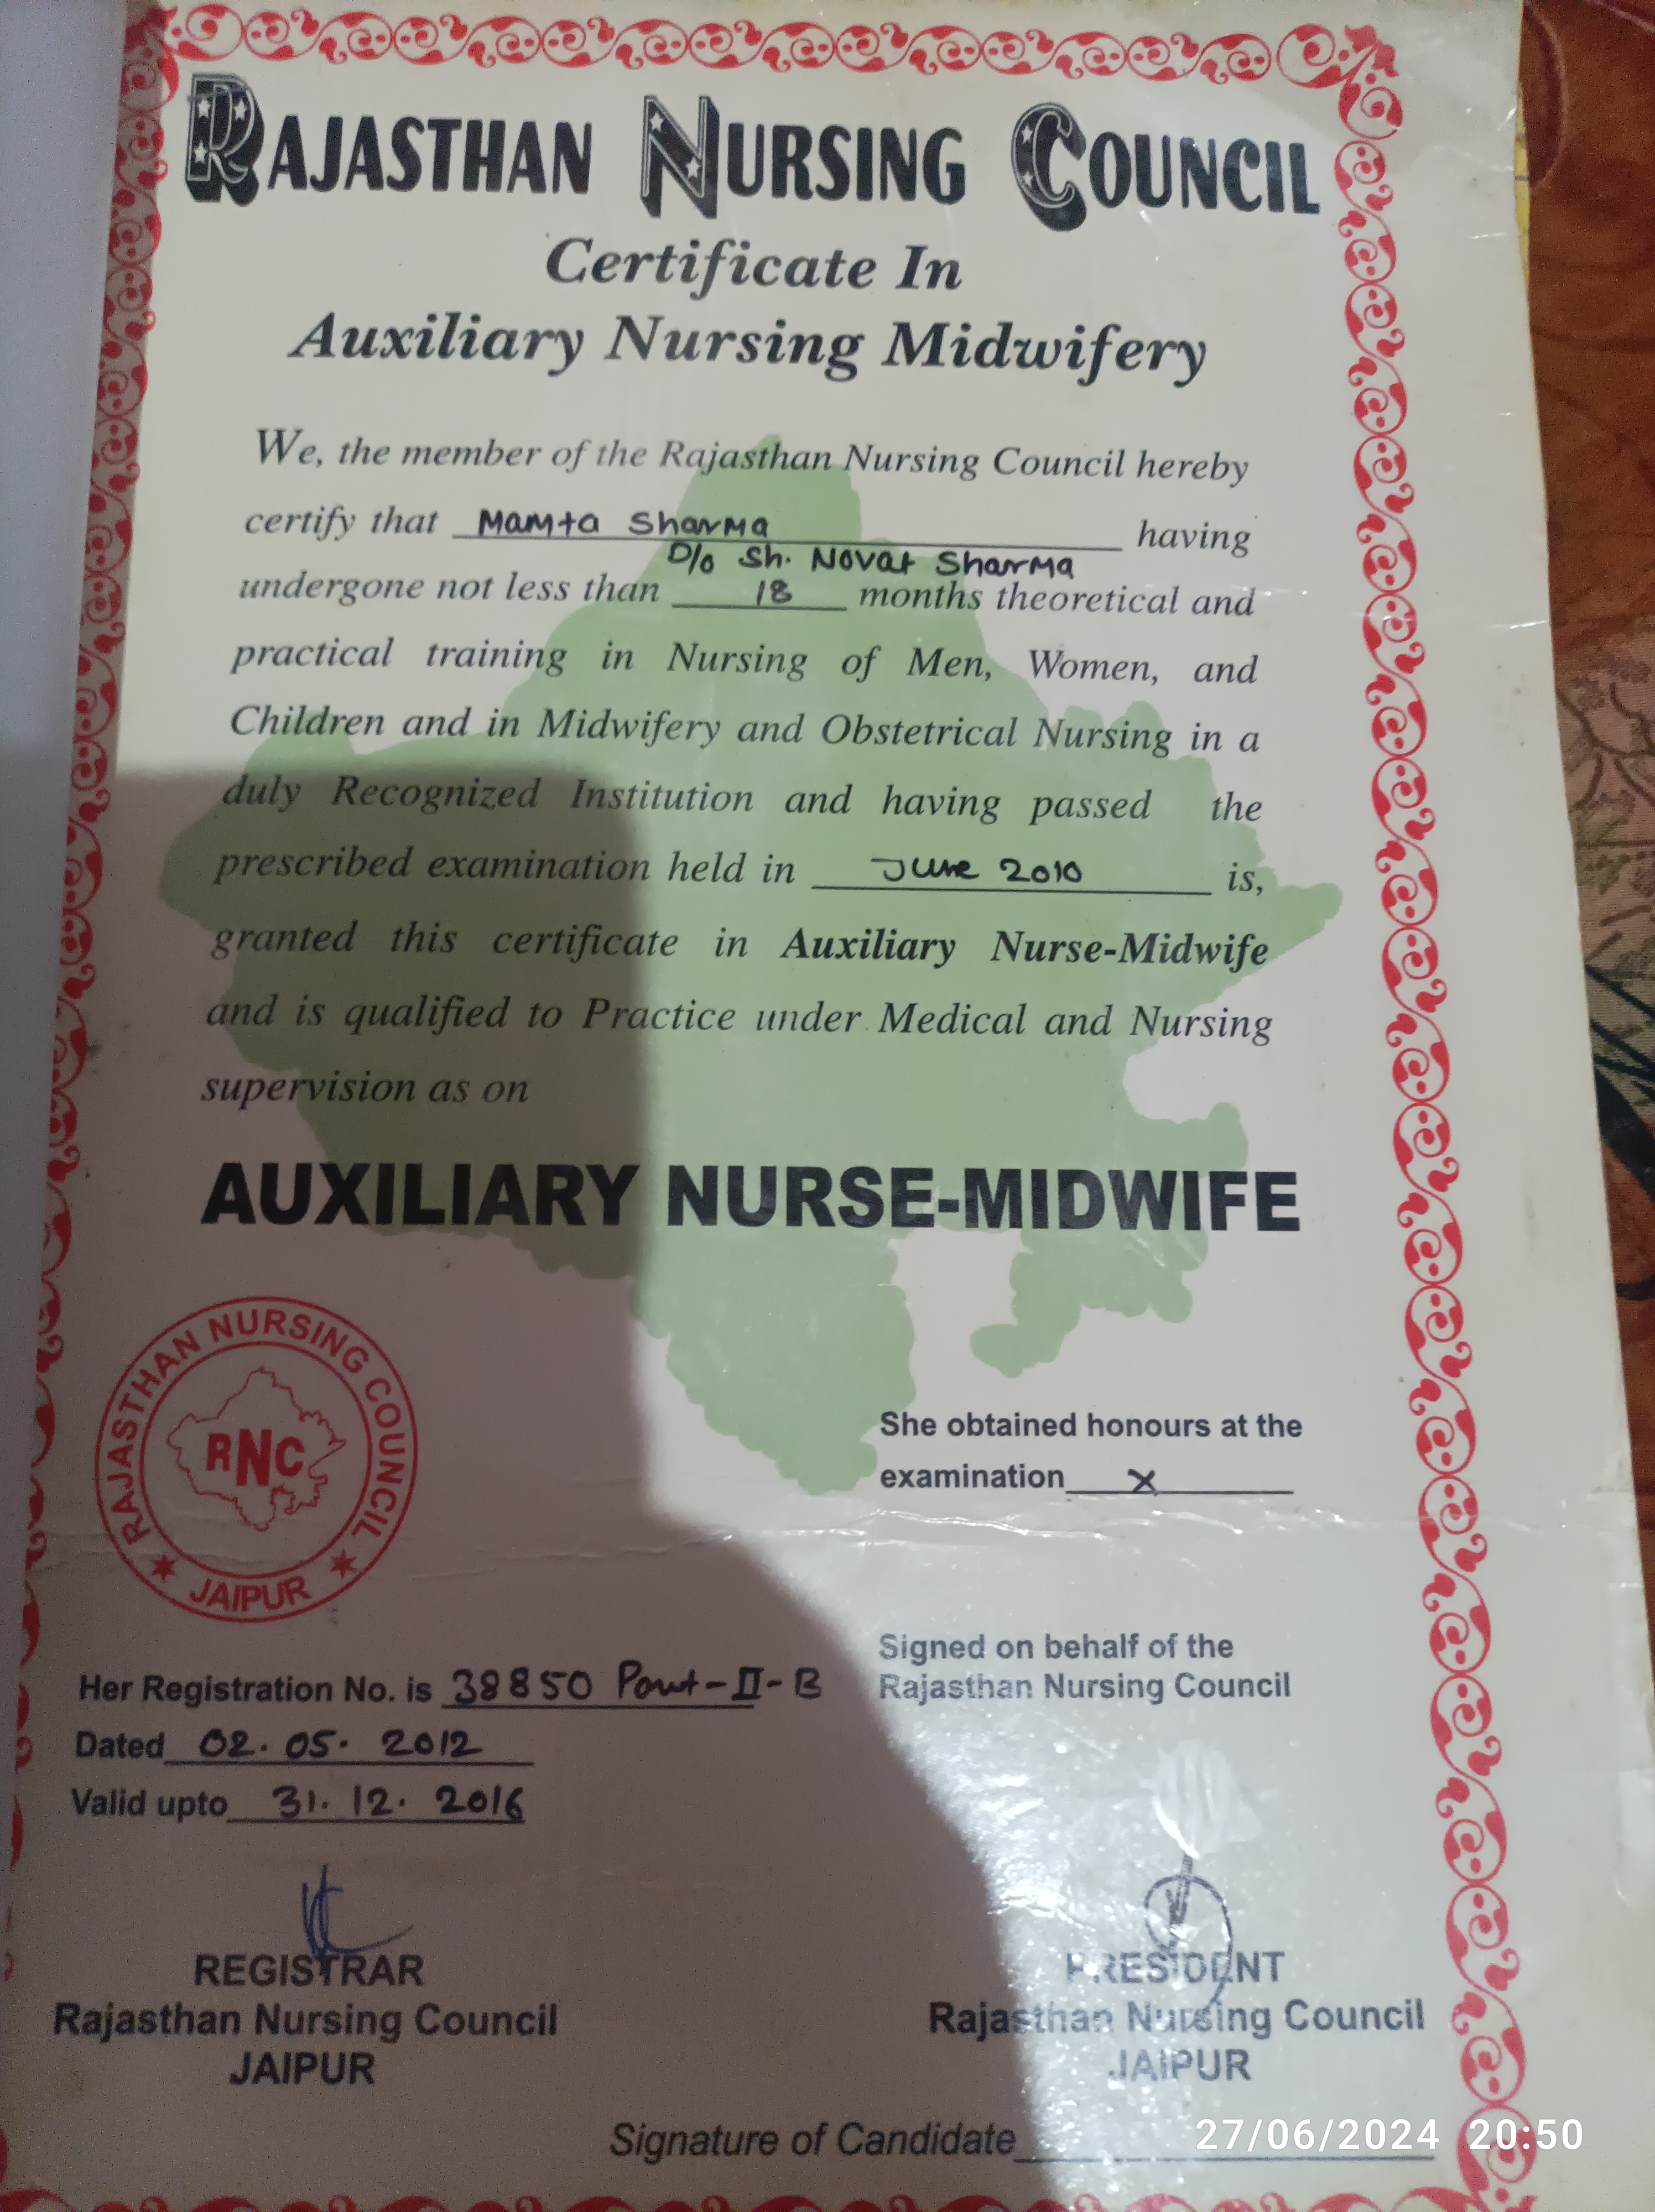 RAJASTHAN NURSING COUNCIL
Certificate In
Auxiliary Nursing Midwifery
We, the member of the Rajasthan Nursing Council hereby
certify that Mamta Sharma having
D/o Sh. Novat Sharma
undergone not less than 18 months theoretical and
practical training in Nursing of Men, Women, and
Children and in Midwifery and Obstetrical Nursing in a
duly Recognized Institution and having passed the
prescribed examination held in June 2010 is,
granted this certificate in Auxiliary Nurse-Midwife
and is qualified to Practice under Medical and Nursing
supervision as on
AUXILIARY NURSE-MIDWIFE
RAJASTHAN NURSING COUNCIL
RNC
JAIPUR
She obtained honours at the
examination X
Signed on behalf of the
Rajasthan Nursing Council
Her Registration No. is 38850 Part-II-B
Dated 02.05.2012
Valid upto 31.12.2016
REGISTRAR
Rajasthan Nursing Council
JAIPUR
PRESIDENT
Rajasthan Nursing Council
JAIPUR
Signature of Candidate
27/06/2024 20:50